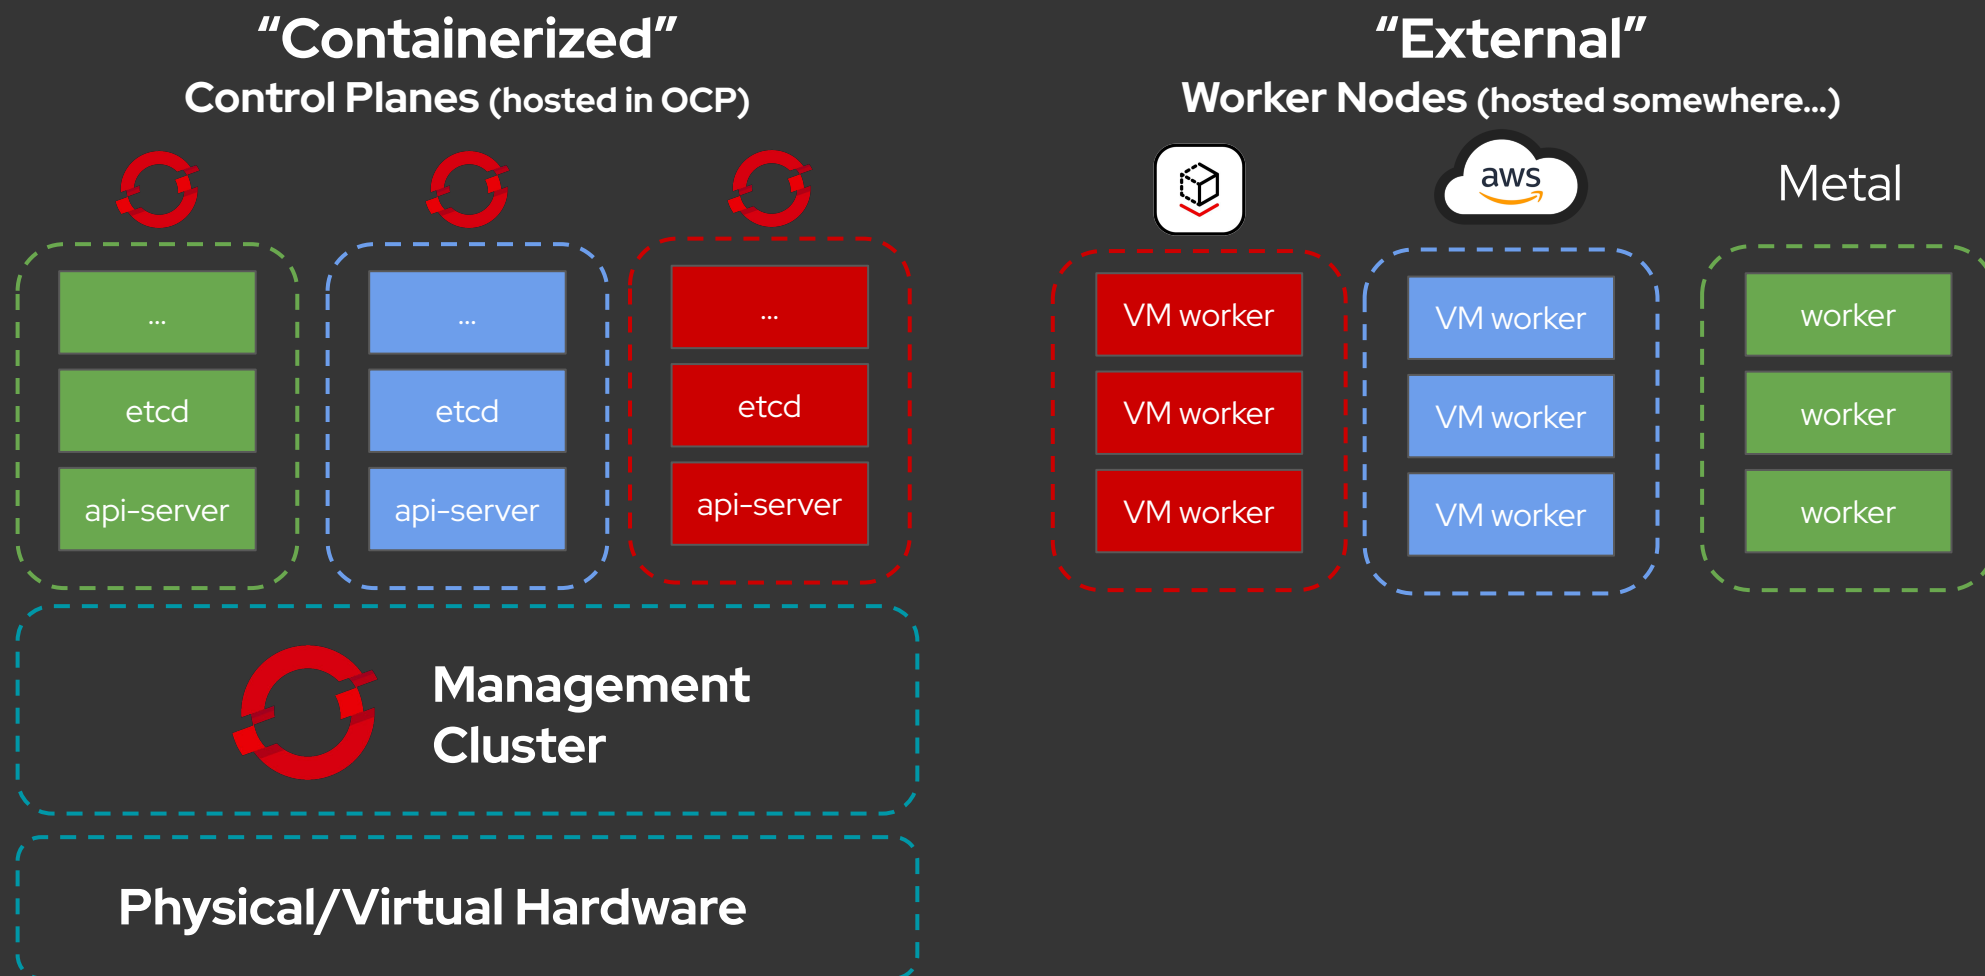 “Containerized”
Control Planes (hosted in OCP)
...
etcd
api-server
...
etcd
api-server
...
etcd
api-server
Management
Cluster
Physical/Virtual Hardware
“External”
Worker Nodes (hosted somewhere...)
VM worker
VM worker
VM worker
aws
VM worker
VM worker
VM worker
Metal
worker
worker
worker